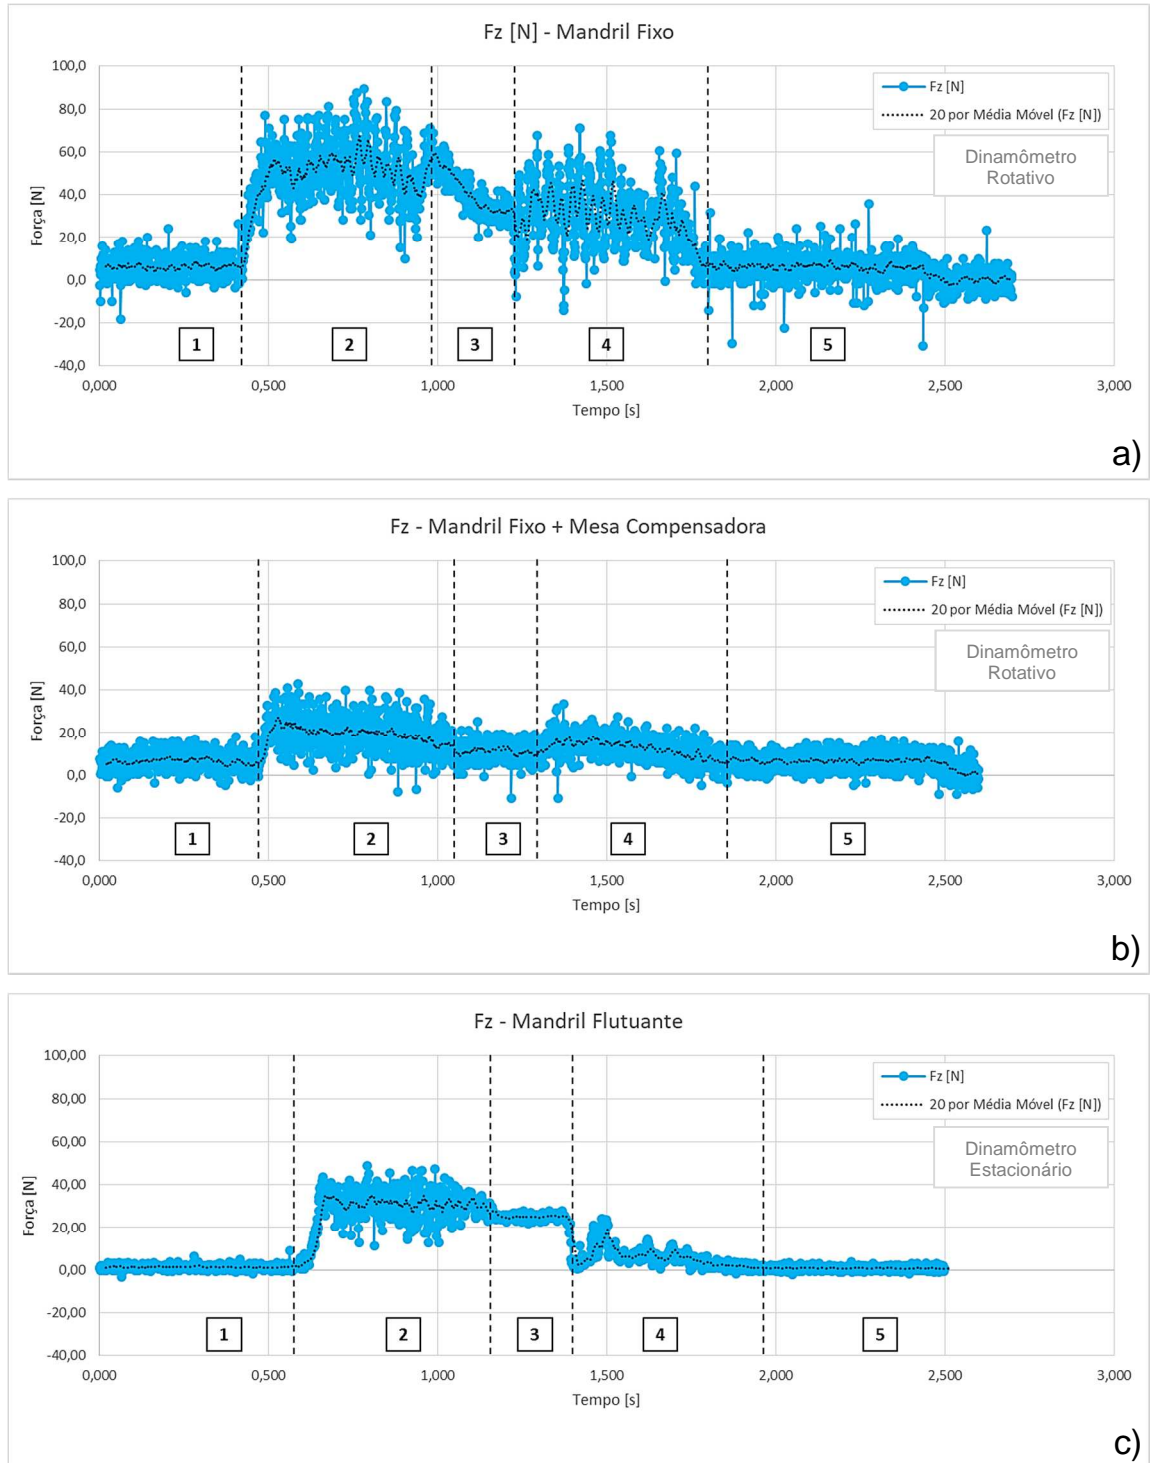 Fz [N] - Mandril Fixo
100,0
80,0
60,0
40,0
20,0
0,0
-20,0
-40,0
Força [N]
Fz [N]
20 por Média Móvel (Fz [N])
Dinamômetro
Rotativo
1
2
3
4
5
0,000
0,500
1,000
1,500
2,000
2,500
3,000
Tempo [s]
a)
Fz - Mandril Fixo + Mesa Compensadora
100,0
80,0
60,0
40,0
20,0
0,0
-20,0
-40,0
Força [N]
Fz [N]
20 por Média Móvel (Fz [N])
Dinamômetro
Rotativo
1
2
3
4
5
0,000
0,500
1,000
1,500
2,000
2,500
3,000
Tempo [s]
b)
Fz - Mandril Flutuante
100,00
80,00
60,00
40,00
20,00
0,00
-20,00
-40,00
Força [N]
Fz [N]
20 por Média Móvel (Fz [N])
Dinamômetro
Estacionário
1
2
3
4
5
0,000
0,500
1,000
1,500
2,000
2,500
3,000
Tempo [s]
c)